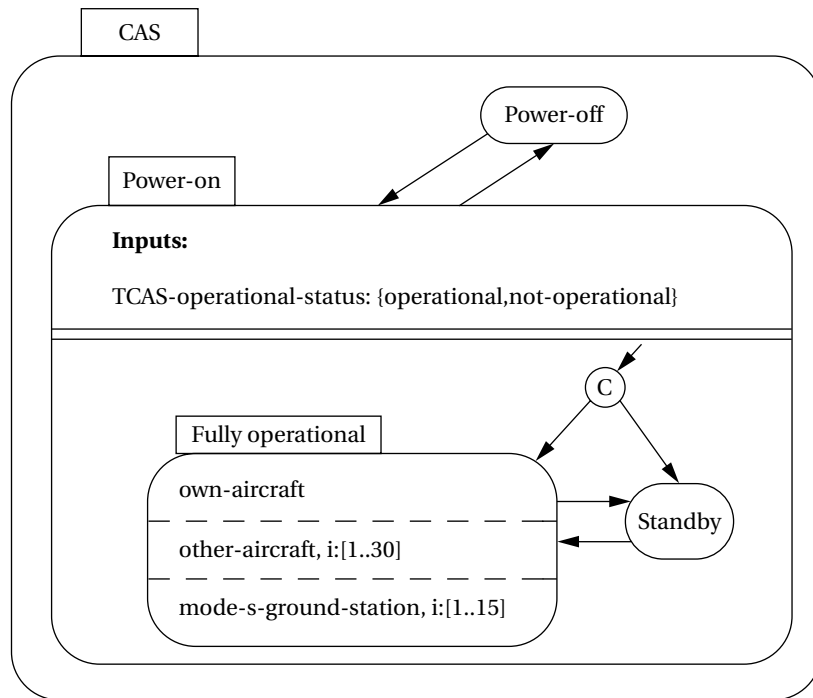 CAS
Power-off
Power-on
Inputs:
TCAS-operational-status: {operational,not-operational}
C
Fully operational
own-aircraft
Standby
other-aircraft, i:[1..30]
mode-s-ground-station, i:[1..15]